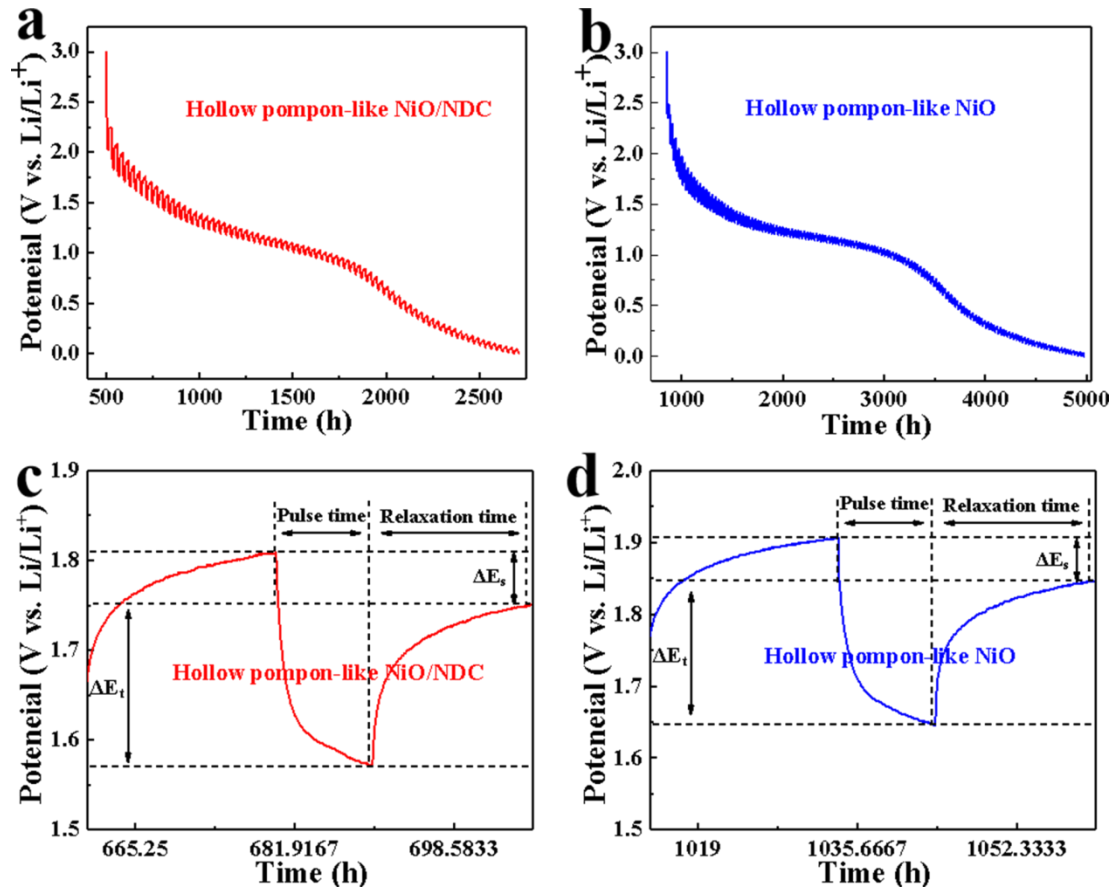 a
Poteneial (V vs. Li/Li⁺)
3.0
2.5
2.0
1.5
1.0
0.5
0.0
Hollow pompon-like NiO/NDC
500 1000 1500 2000 2500
Time (h)
b
Poteneial (V vs. Li/Li⁺)
3.0
2.5
2.0
1.5
1.0
0.5
0.0
Hollow pompon-like NiO
1000 2000 3000 4000 5000
Time (h)
c
Poteneial (V vs. Li/Li⁺)
1.9
1.8
1.7
1.6
1.5
Pulse time Relaxation time
ΔEₛ
ΔEₜ
Hollow pompon-like NiO/NDC
665.25 681.9167 698.5833
Time (h)
d
Poteneial (V vs. Li/Li⁺)
2.0
1.9
1.8
1.7
1.6
1.5
Pulse time Relaxation time
ΔEₛ
ΔEₜ
Hollow pompon-like NiO
1019 1035.6667 1052.3333
Time (h)